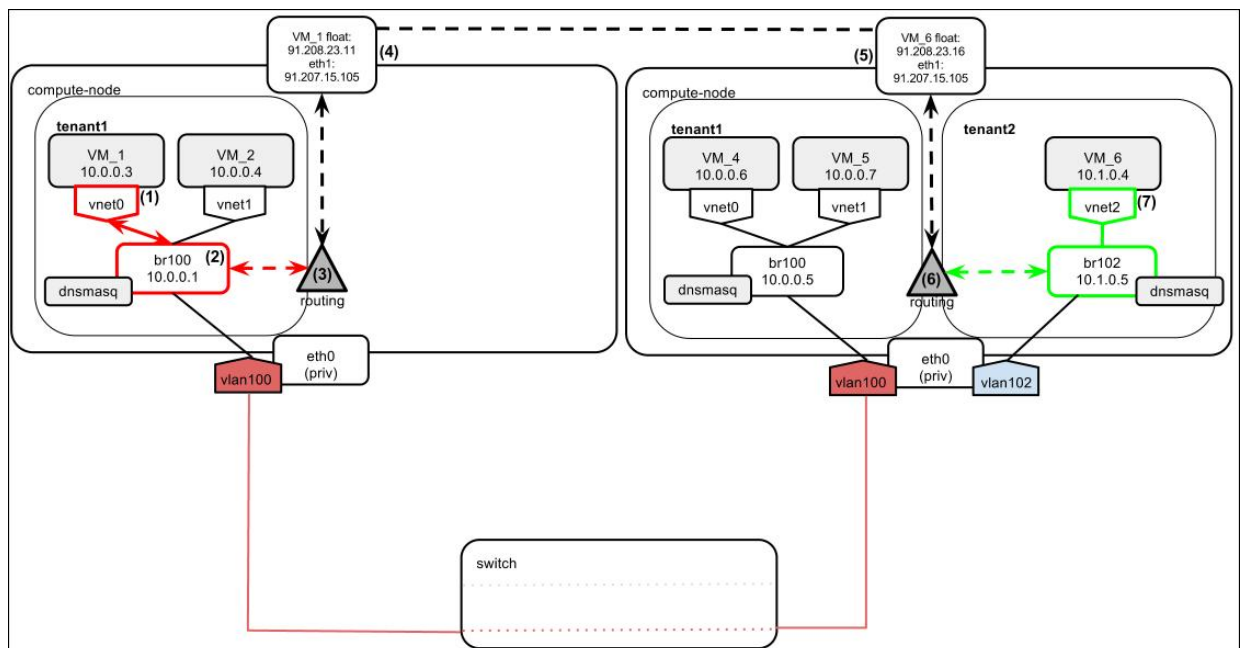 VM_1 float:
91.208.23.11
eth1:
91.207.15.105
(4)
VM_6 float:
91.208.23.16
eth1:
91.207.15.105
(5)
compute-node
tenant1
VM_1
10.0.0.3
VM_2
10.0.0.4
vnet0
(1)
vnet1
br100
10.0.0.1
(2)
dnsmasq
(3)
routing
eth0
(priv)
vlan100
compute-node
tenant1
VM_4
10.0.0.6
VM_5
10.0.0.7
vnet0
vnet1
br100
10.0.0.5
dnsmasq
(6)
routing
tenant2
VM_6
10.1.0.4
vnet2
(7)
br102
10.1.0.5
dnsmasq
eth0
(priv)
vlan100
vlan102
switch